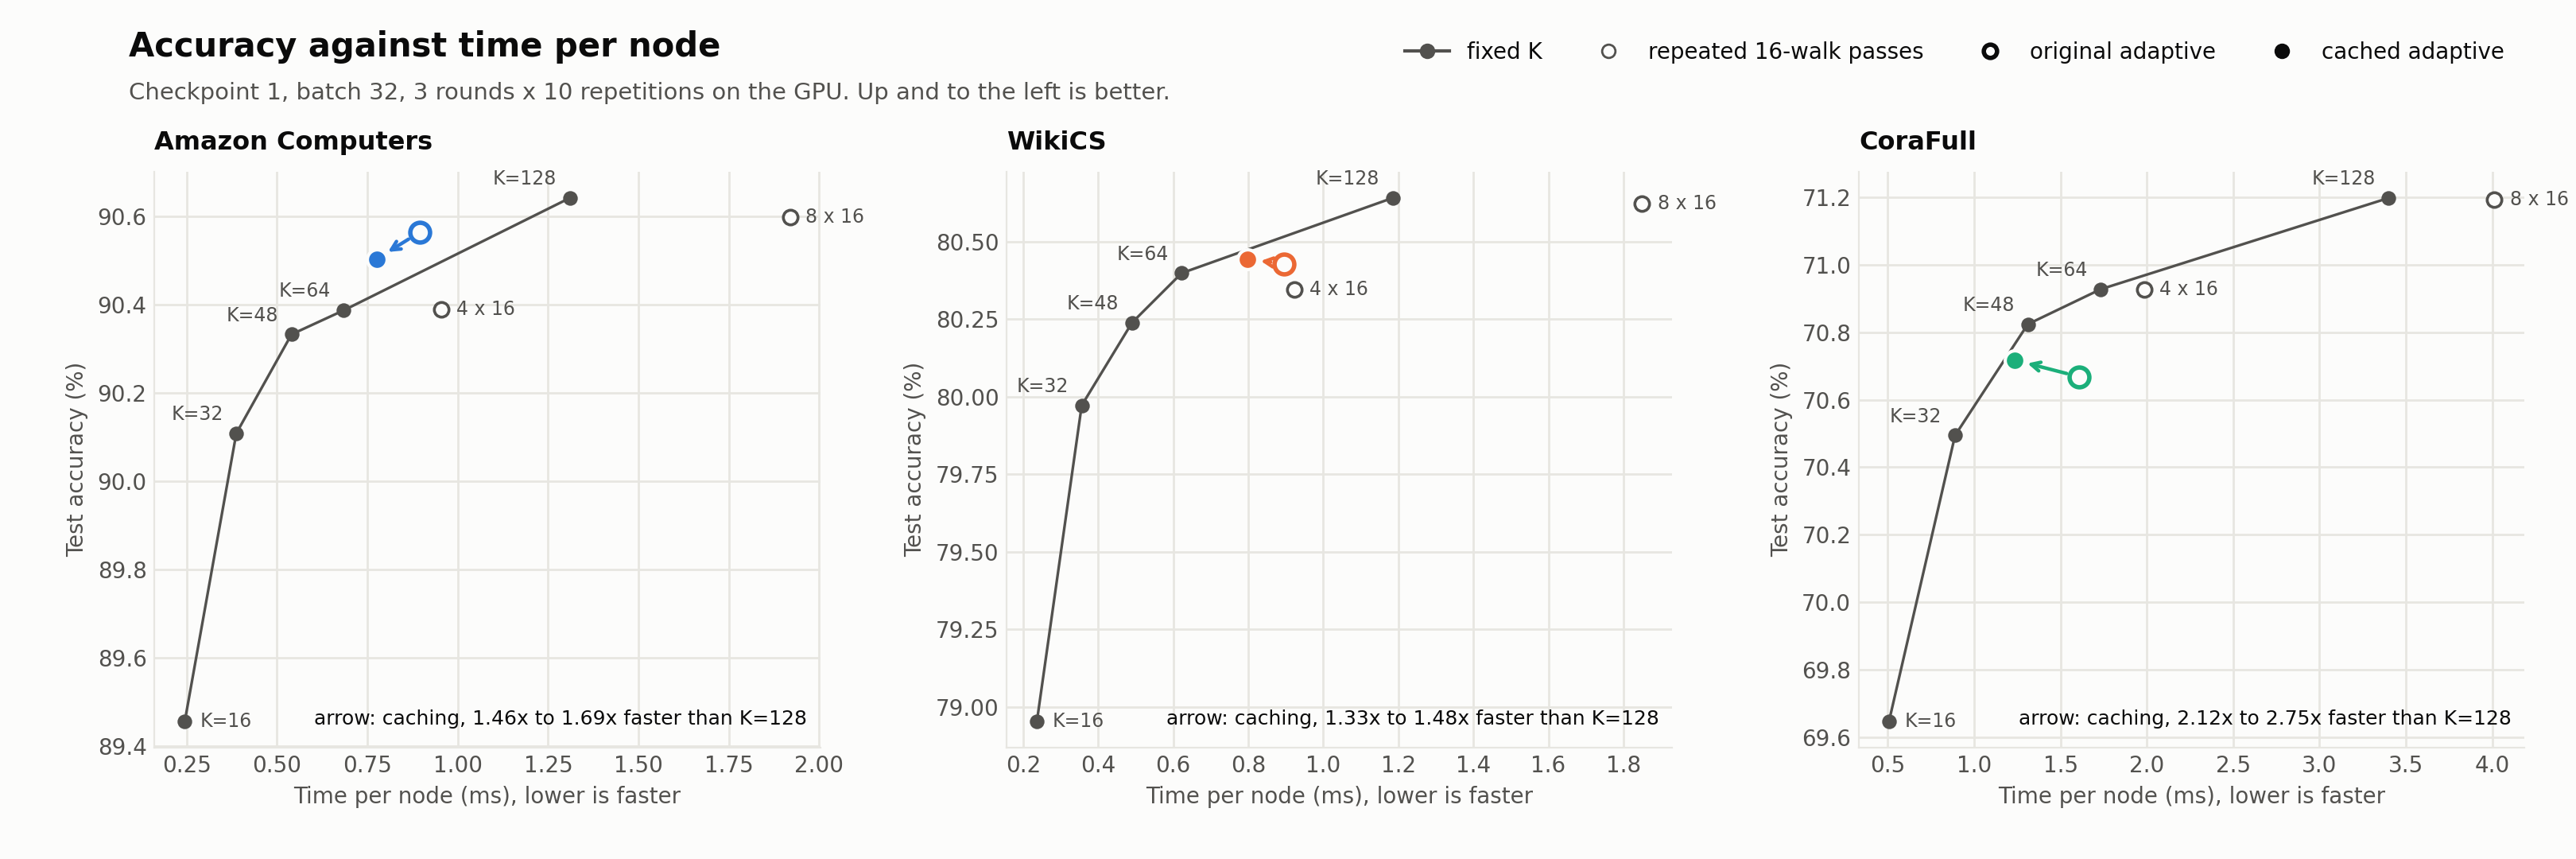 Accuracy against time per node
fixed K
repeated 16-walk passes
original adaptive
cached adaptive
Checkpoint 1, batch 32, 3 rounds x 10 repetitions on the GPU. Up and to the left is better.
Amazon Computers
K=128
8 x 16
90.6
K=64
K=48
4 x 16
90.4
90.2
K=32
90.0
89.8
89.6
K=16
arrow: caching, 1.46x to 1.69x faster than K=128
89.4
Test accuracy (%)
0.25 0.50 0.75 1.00 1.25 1.50 1.75 2.00
Time per node (ms), lower is faster
WikiCS
K=128
8 x 16
80.50
K=64
4 x 16
K=48
80.25
K=32
80.00
79.75
79.50
79.25
79.00
K=16
arrow: caching, 1.33x to 1.48x faster than K=128
Test accuracy (%)
0.2 0.4 0.6 0.8 1.0 1.2 1.4 1.6 1.8
Time per node (ms), lower is faster
CoraFull
K=128
8 x 16
71.2
K=64
71.0
4 x 16
K=48
70.8
70.6
K=32
70.4
70.2
70.0
69.8
K=16
arrow: caching, 2.12x to 2.75x faster than K=128
69.6
Test accuracy (%)
0.5 1.0 1.5 2.0 2.5 3.0 3.5 4.0
Time per node (ms), lower is faster